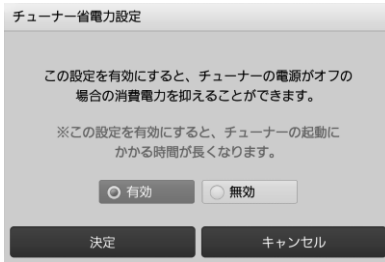 チューナー省電力設定
この設定を有効にすると、チューナーの電源がオフの
場合の消費電力を抑えることができます。
※この設定を有効にすると、チューナーの起動に
かかる時間が長くなります。
有効
無効
決定
キャンセル